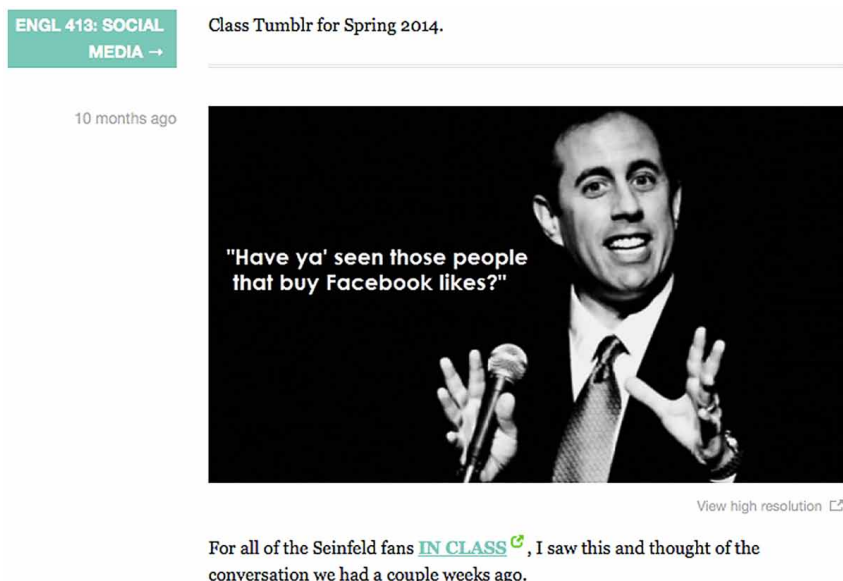 ENGL 413: SOCIAL
MEDIA →
Class Tumblr for Spring 2014.
10 months ago
"Have ya' seen those people
that buy Facebook likes?"
View high resolution
For all of the Seinfeld fans IN CLASS, I saw this and thought of the
conversation we had a couple weeks ago.